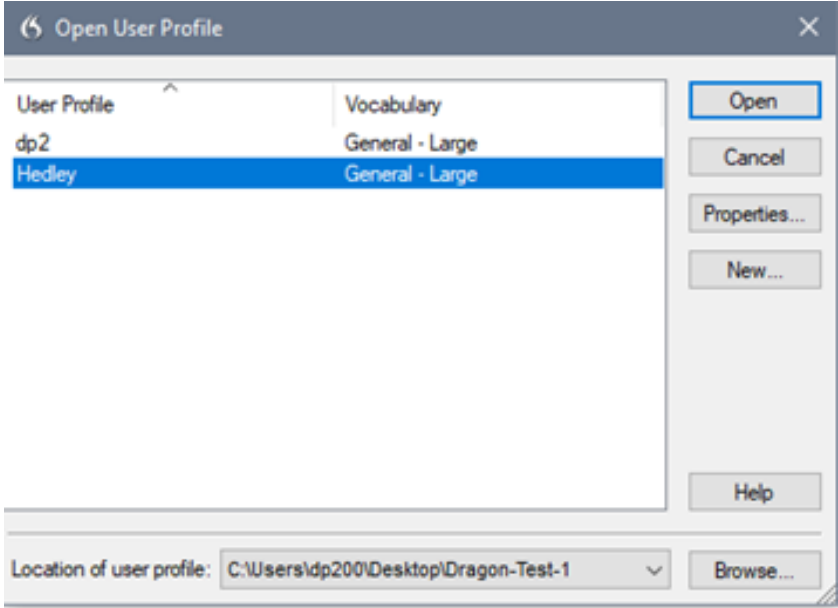 Open User Profile
User Profile Vocabulary
dp2 General - Large
Hedley General - Large
Open
Cancel
Properties...
New...
Help
Location of user profile: C:\Users\dp200\Desktop\Dragon-Test-1
Browse...